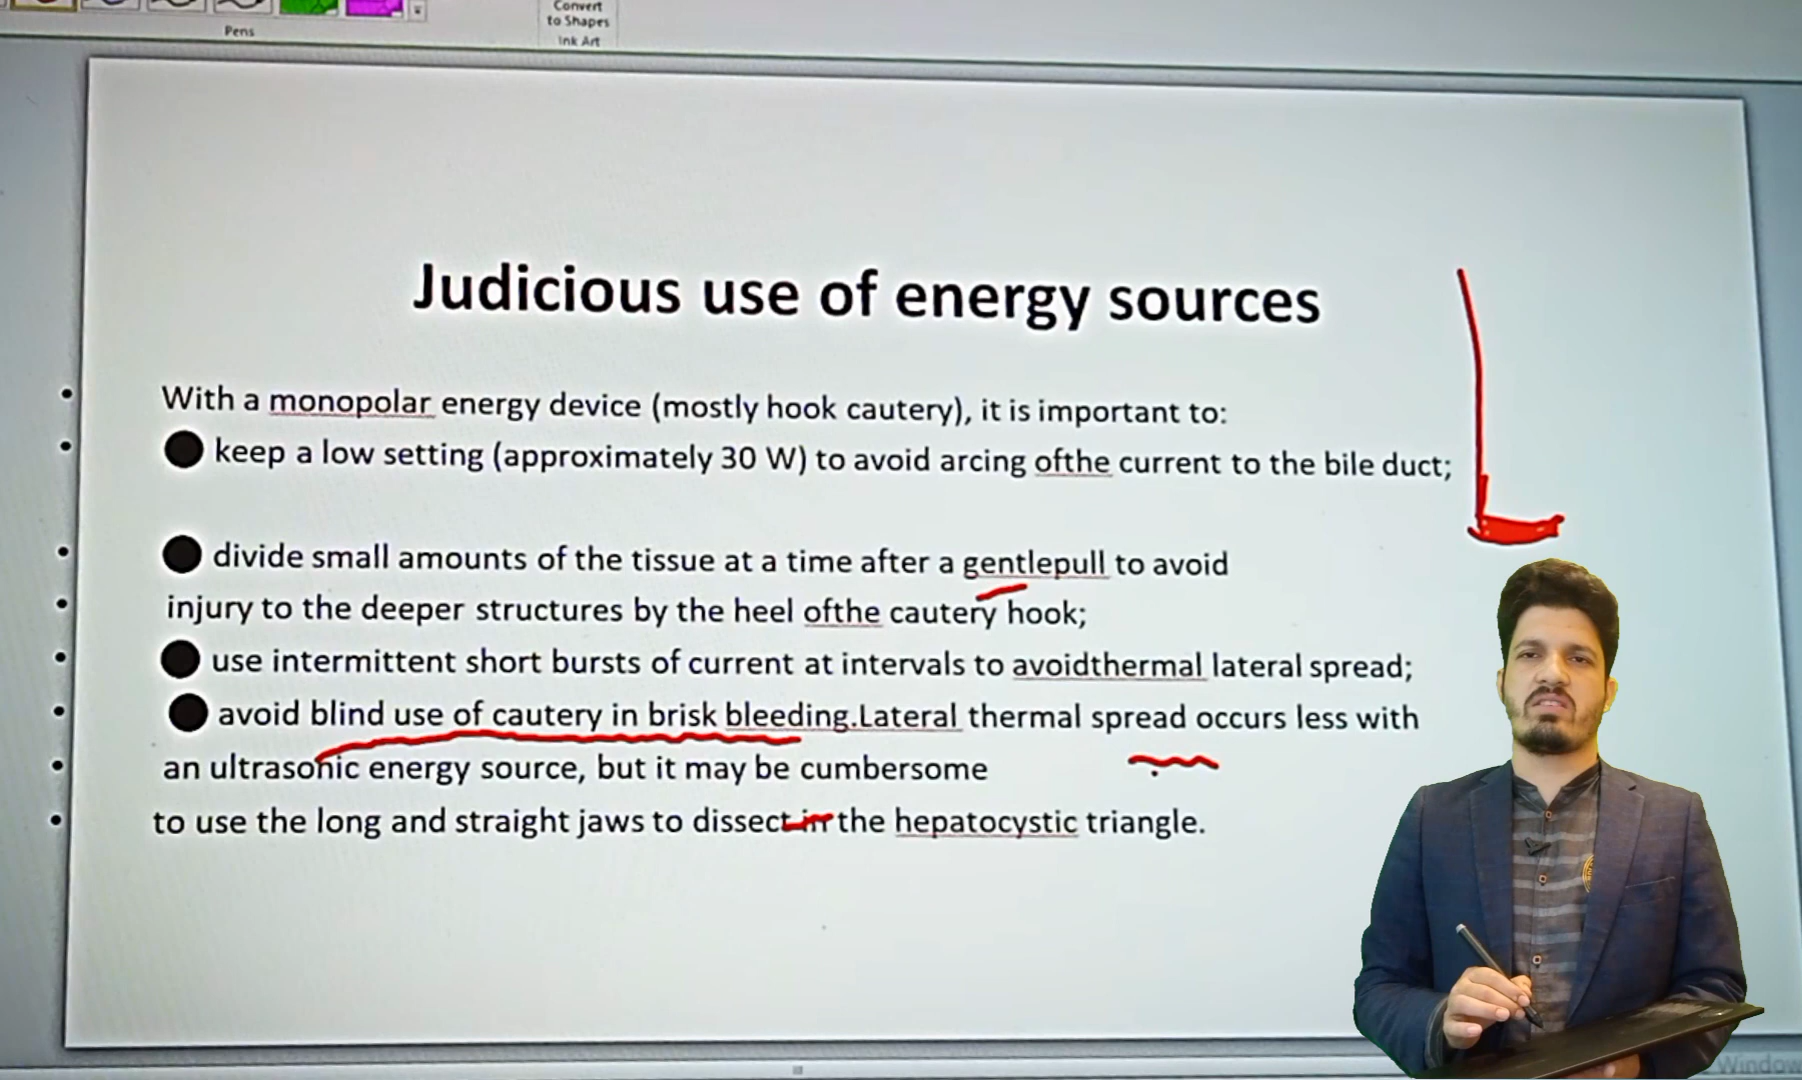 Pens
Convert
to Shapes
Ink Art
Judicious use of energy sources
• With a monopolar energy device (mostly hook cautery), it is important to:
• ● keep a low setting (approximately 30 W) to avoid arcing ofthe current to the bile duct;
• ● divide small amounts of the tissue at a time after a gentlepull to avoid
• injury to the deeper structures by the heel ofthe cautery hook;
• ● use intermittent short bursts of current at intervals to avoidthermal lateral spread;
• ● avoid blind use of cautery in brisk bleeding.Lateral thermal spread occurs less with
• an ultrasonic energy source, but it may be cumbersome
• to use the long and straight jaws to dissect in the hepatocystic triangle.
Window